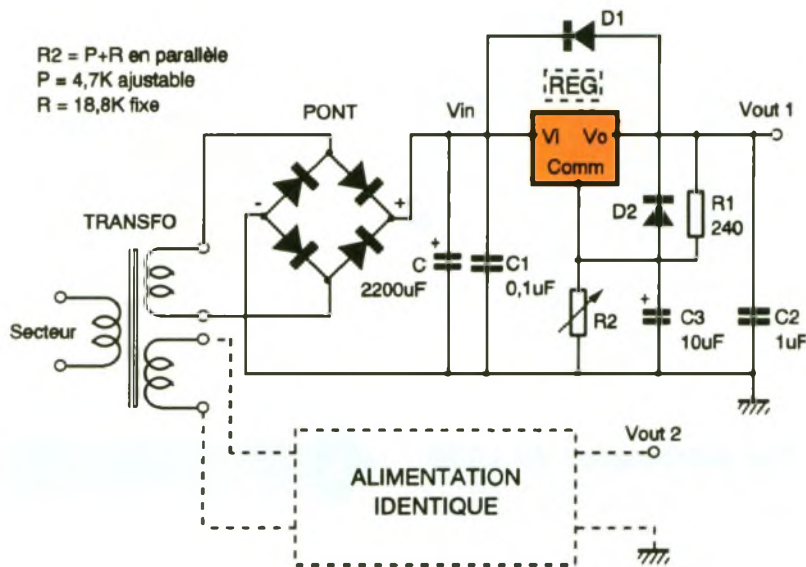 R2 = P+R en parallèle
P = 4,7K ajustable
R = 18,8K fixe
PONT
Vin
D1
REG
Vout 1
VI
Vo
Comm
-
+
TRANSFO
D2
R1
240
Secteur
+
C
2200uF
C1
0,1uF
R2
+
C3
10uF
C2
1uF
Vout 2
ALIMENTATION
IDENTIQUE